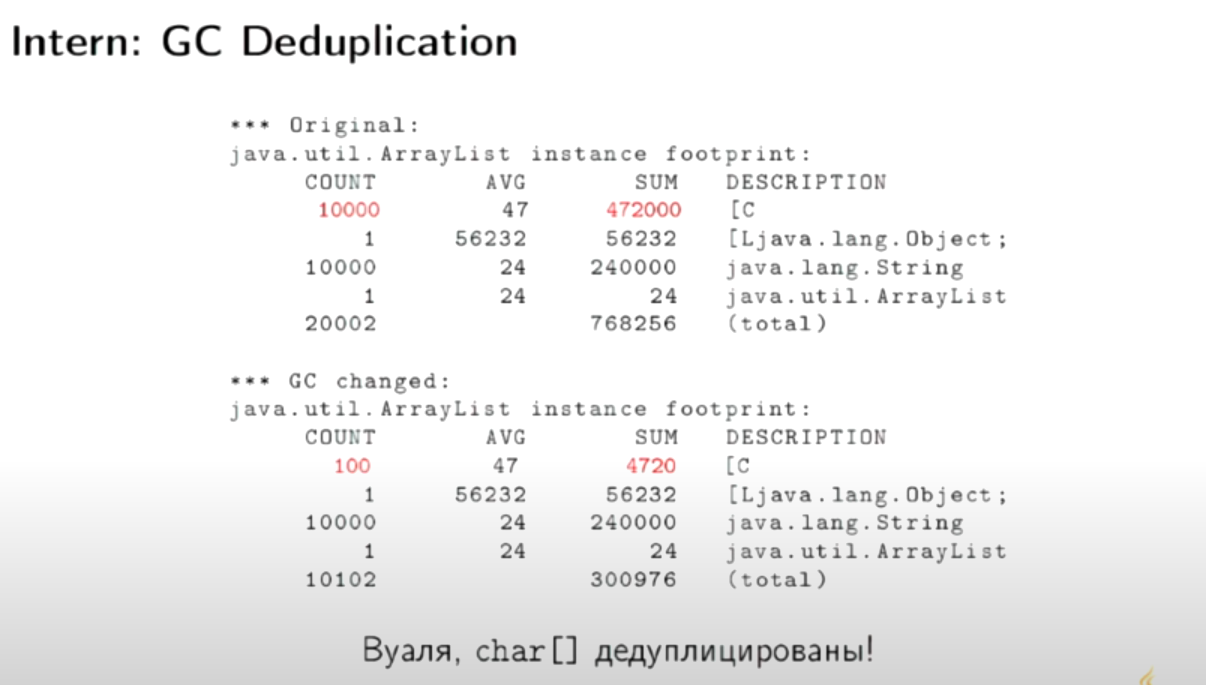 Intern: GC Deduplication
*** Original:
java.util.ArrayList instance footprint:
COUNT AVG SUM DESCRIPTION
10000 47 472000 [C
1 56232 56232 [Ljava.lang.Object;
10000 24 240000 java.lang.String
1 24 24 java.util.ArrayList
20002 768256 (total)
*** GC changed:
java.util.ArrayList instance footprint:
COUNT AVG SUM DESCRIPTION
100 47 4720 [C
1 56232 56232 [Ljava.lang.Object;
10000 24 240000 java.lang.String
1 24 24 java.util.ArrayList
10102 300976 (total)
Вуаля, char[] дедуплицированы!